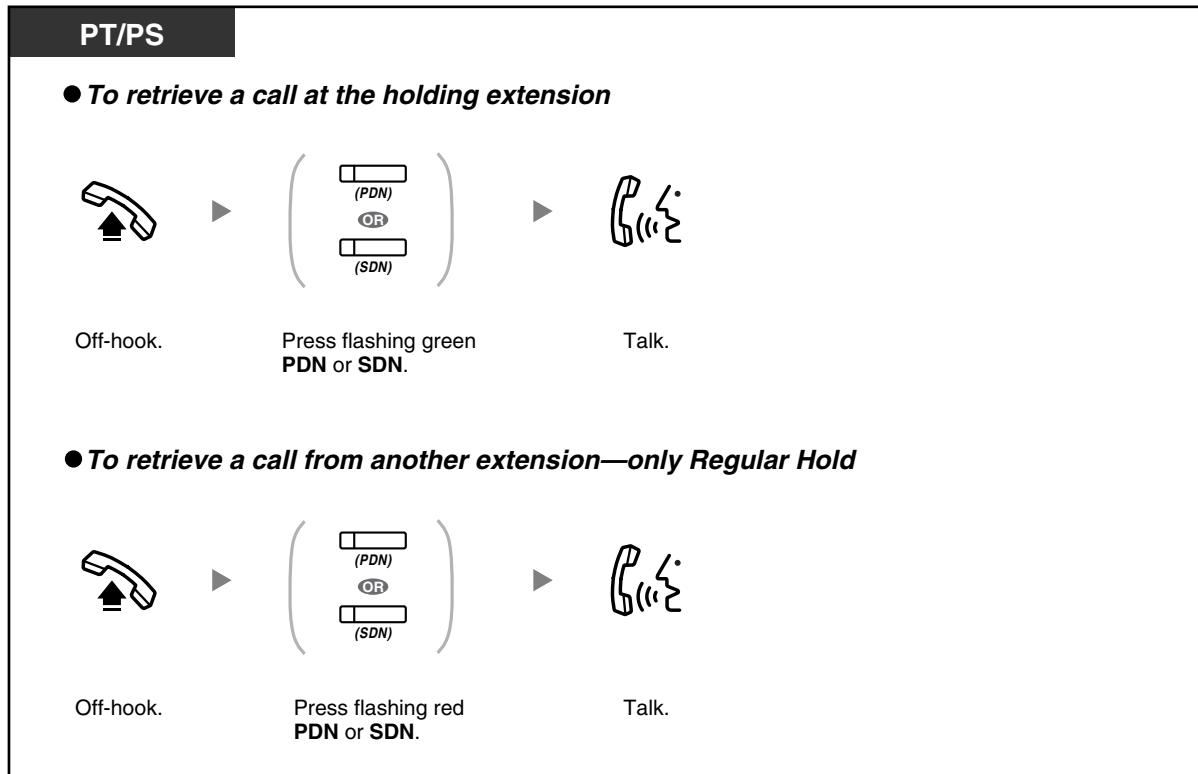 PT/PS
● To retrieve a call at the holding extension
(PDN)
OR
(SDN)
Off-hook.
Press flashing green
PDN or SDN.
Talk.
● To retrieve a call from another extension—only Regular Hold
(PDN)
OR
(SDN)
Off-hook.
Press flashing red
PDN or SDN.
Talk.